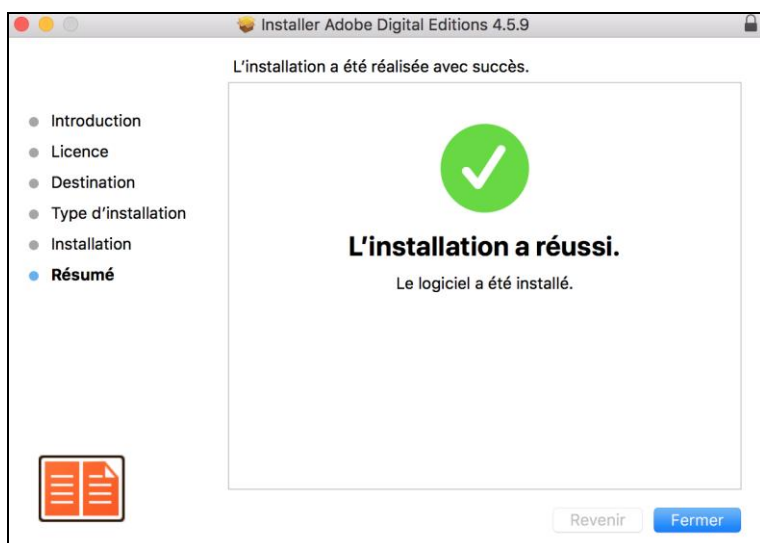 Installer Adobe Digital Editions 4.5.9
L'installation a été réalisée avec succès.
Introduction
Licence
Destination
Type d'installation
Installation
Résumé
L'installation a réussi.
Le logiciel a été installé.
Revenir
Fermer